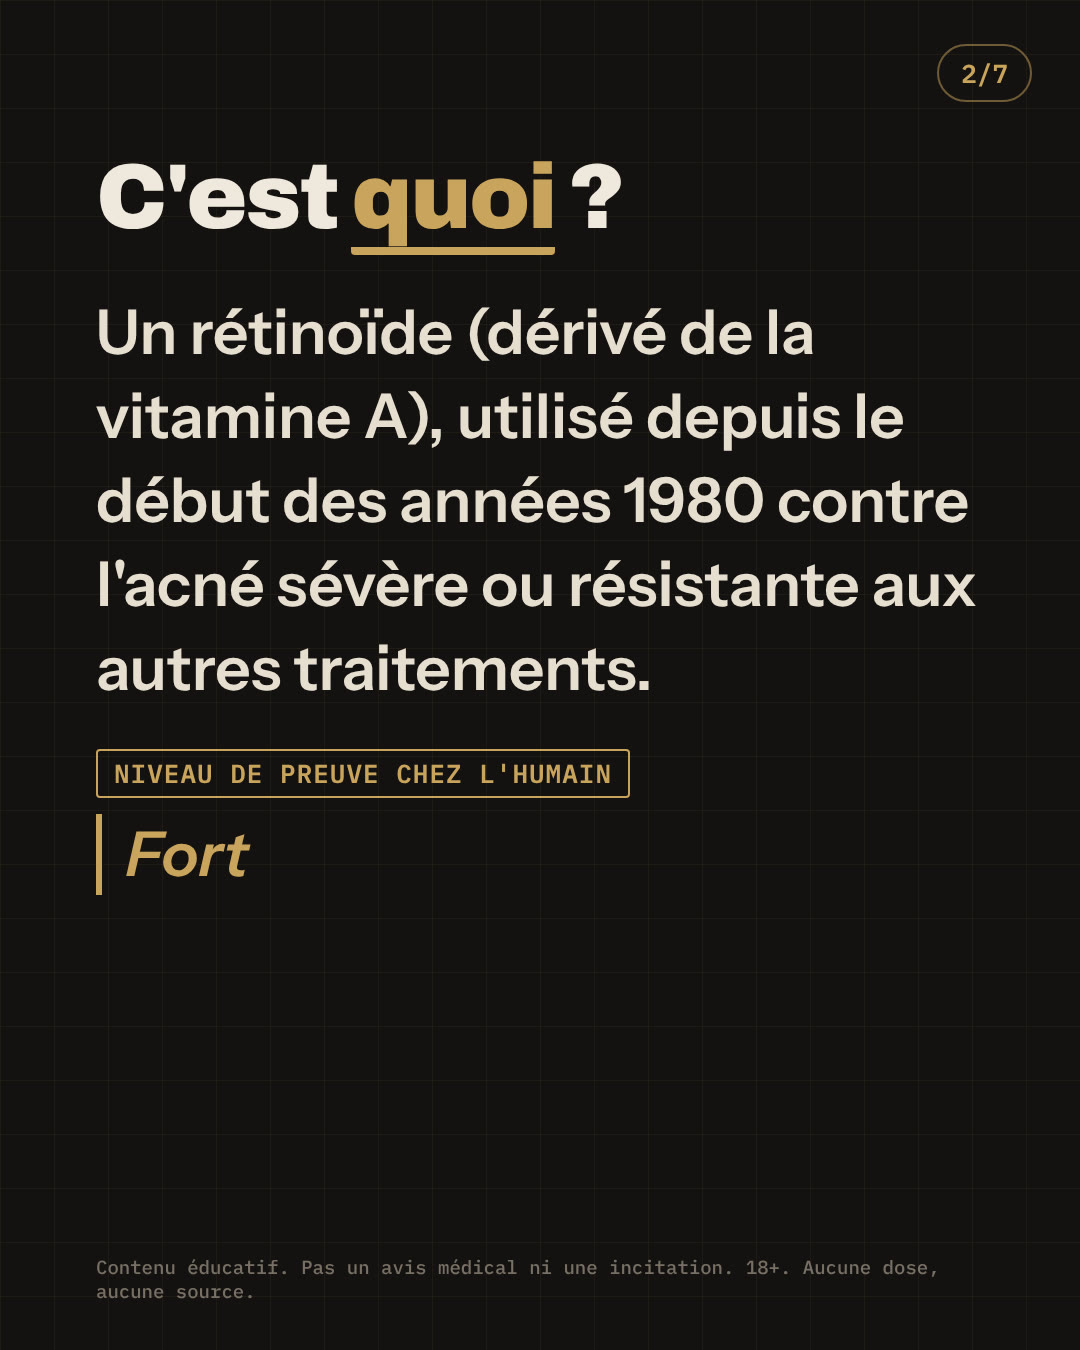 2/7
C'est quoi ?
Un rétinoïde (dérivé de la
vitamine A), utilisé depuis le
début des années 1980 contre
l'acné sévère ou résistante aux
autres traitements.
NIVEAU DE PREUVE CHEZ L'HUMAIN
Fort
Contenu éducatif. Pas un avis médical ni une incitation. 18+. Aucune dose,
aucune source.